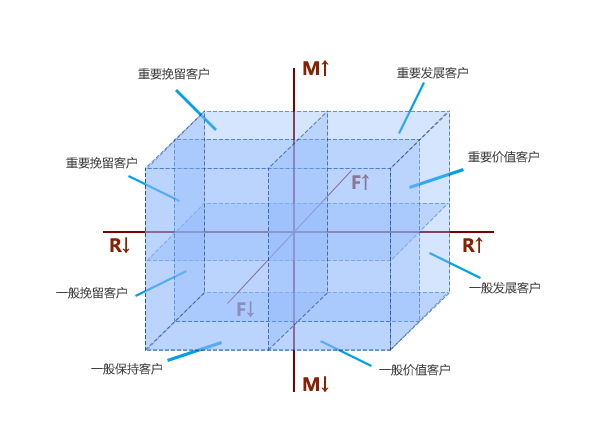 M↑
重要挽留客户
重要发展客户
重要挽留客户
重要价值客户
F↑
R↓
R↑
一般挽留客户
一般发展客户
F↓
一般保持客户
一般价值客户
M↓